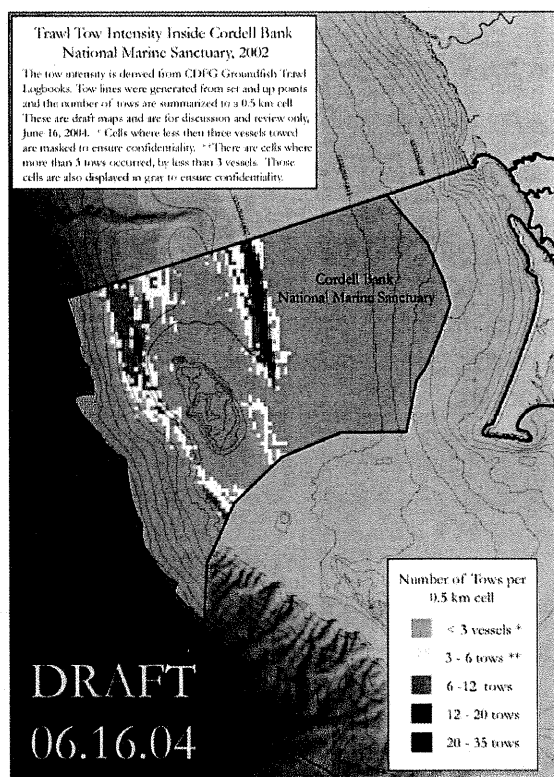 Trawl Tow Intensity Inside Cordell Bank
National Marine Sanctuary, 2002
The tow intensity is derived from CDFG Groundfish Trawl
Logbooks. Tow lines were generated from set and up points
and the number of tows are summarized to a 0.5 km cell.
These are draft maps and are for discussion and review only,
June 16, 2004. * Cells where less then three vessels towed
are masked to ensure confidentiality. **There are cells where
more than 3 tows occurred, by less than 3 vessels. Those
cells are also displayed in gray to ensure confidentiality.
Cordell Bank
National Marine Sanctuary
Number of Tows per
0.5 km cell
< 3 vessels *
3 - 6 tows **
6 -12 tows
12 - 20 tows
20 - 35 tows
DRAFT
06.16.04